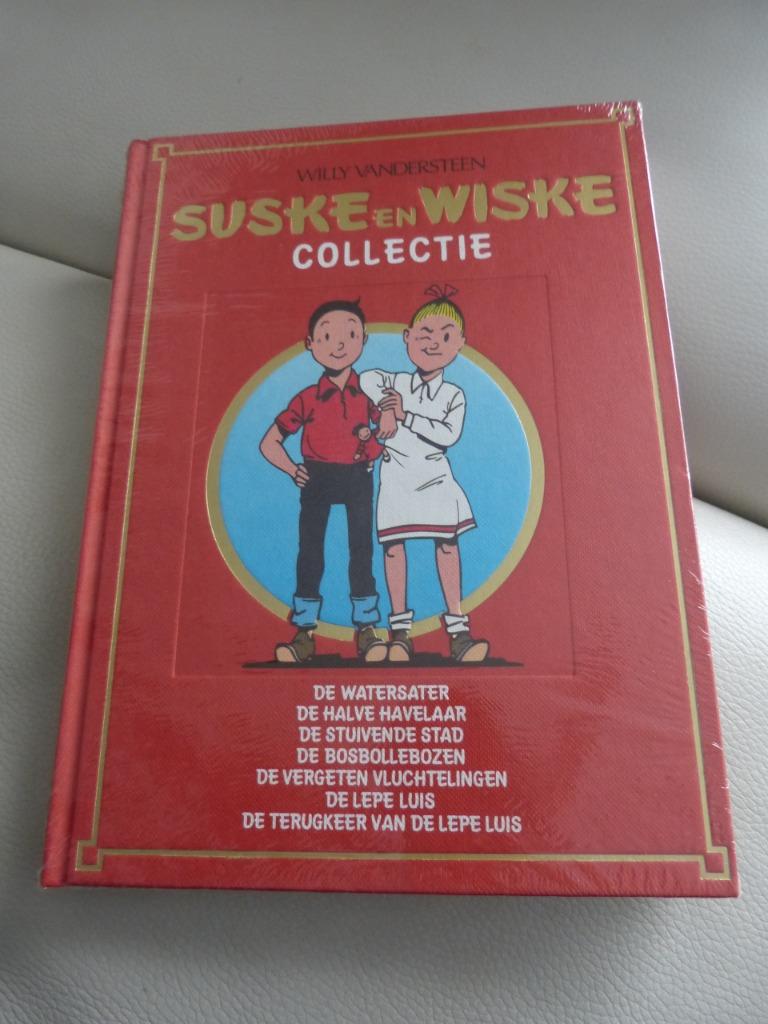 WILLY VANDERSTEEN
SUSKE EN WISKE
COLLECTIE
DE WATERSATER
DE HALVE HAVELAAR
DE STUIVENDE STAD
DE BOSBOLLEBOZEN
DE VERGETEN VLUCHTELINGEN
DE LEPE LUIS
DE TERUGKEER VAN DE LEPE LUIS